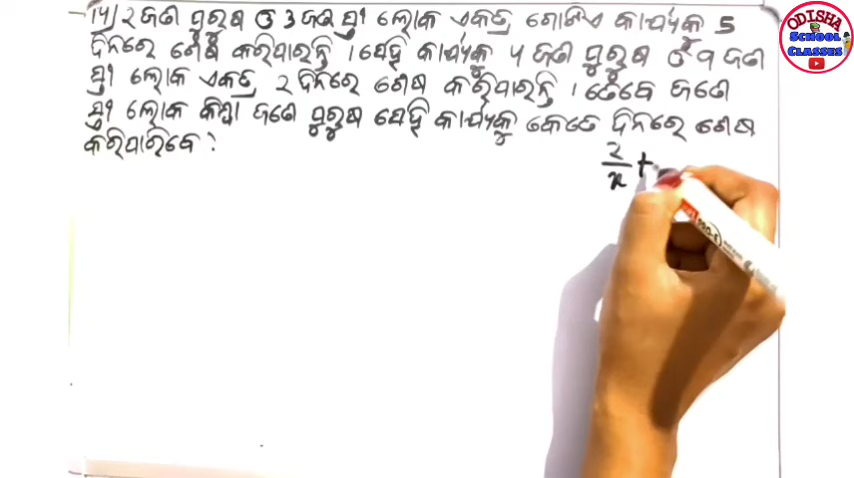 14) 2 ଜଣ ପୁରୁଷ ଓ 3 ଜଣ ସ୍ତ୍ରୀ ଲୋକ ଏକତ୍ର ଗୋଟିଏ କାର୍ଯ୍ୟକୁ 5
ଦିନରେ ଶେଷ କରିପାରନ୍ତି । ସେହି କାର୍ଯ୍ୟକୁ 4 ଜଣ ପୁରୁଷ ଓ 9 ଜଣ
ସ୍ତ୍ରୀ ଲୋକ ଏକତ୍ର 2 ଦିନରେ ଶେଷ କରିପାରନ୍ତି । ତେବେ ଜଣେ
ସ୍ତ୍ରୀ ଲୋକ କିମ୍ବା ଜଣେ ପୁରୁଷ ସେହି କାର୍ଯ୍ୟକୁ କେତେ ଦିନରେ ଶେଷ
କରିପାରିବେ ?
2/x +
ODISHA
SCHOOL
CLASSES